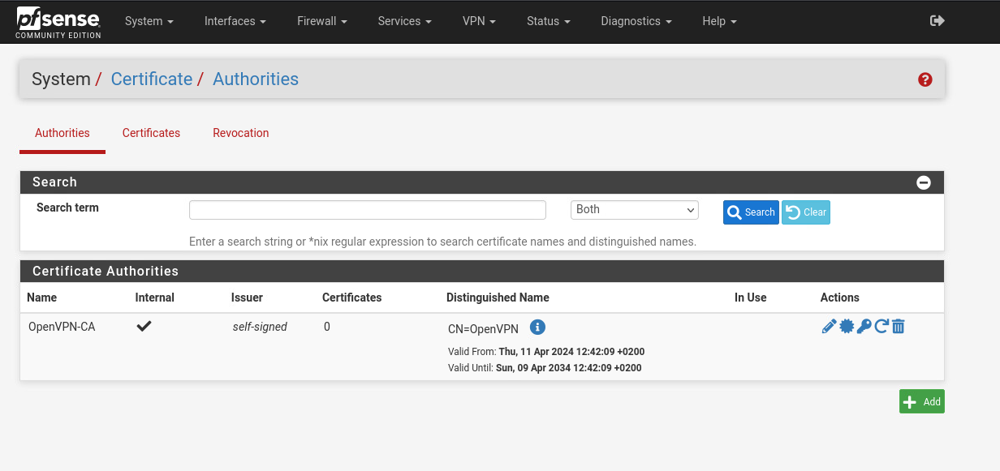 pfsense
COMMUNITY EDITION
System Interfaces Firewall Services VPN Status Diagnostics Help
System / Certificate / Authorities
Authorities Certificates Revocation
Search
Search term Both Search Clear
Enter a search string or *nix regular expression to search certificate names and distinguished names.
Certificate Authorities
Name Internal Issuer Certificates Distinguished Name In Use Actions
OpenVPN-CA self-signed 0 CN=OpenVPN
Valid From: Thu, 11 Apr 2024 12:42:09 +0200
Valid Until: Sun, 09 Apr 2034 12:42:09 +0200
Add